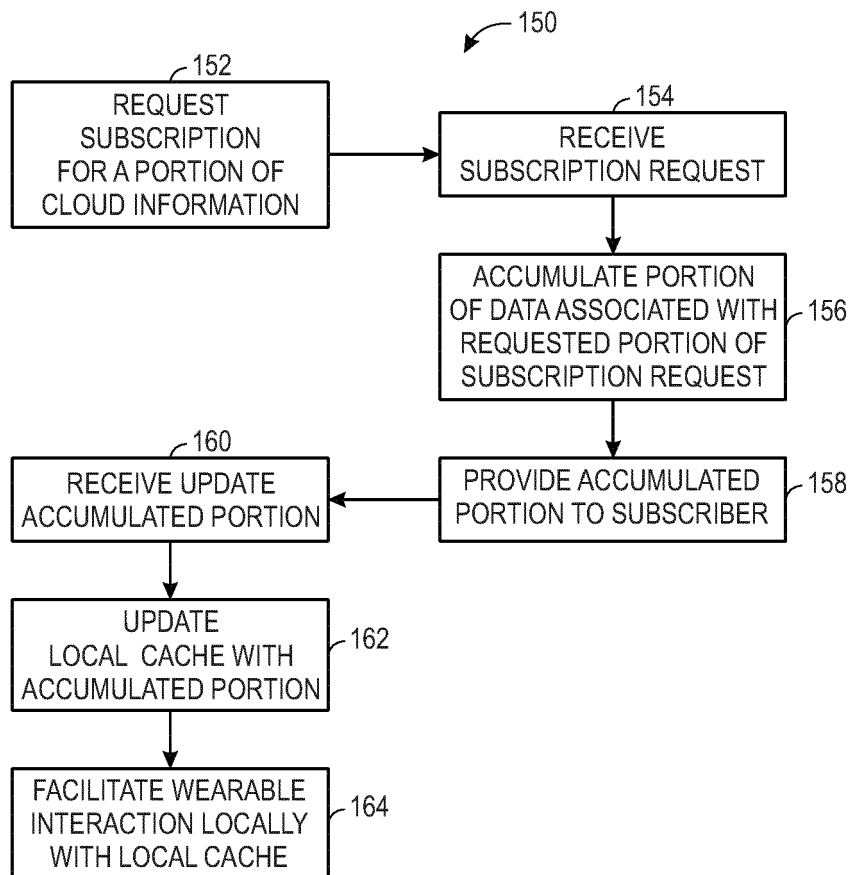 150
152
REQUEST
SUBSCRIPTION
FOR A PORTION OF
CLOUD INFORMATION
154
RECEIVE
SUBSCRIPTION REQUEST
ACCUMULATE PORTION
OF DATA ASSOCIATED WITH
REQUESTED PORTION OF
SUBSCRIPTION REQUEST
156
PROVIDE ACCUMULATED
PORTION TO SUBSCRIBER
158
160
RECEIVE UPDATE
ACCUMULATED PORTION
UPDATE
LOCAL CACHE WITH
ACCUMULATED PORTION
162
FACILITATE WEARABLE
INTERACTION LOCALLY
WITH LOCAL CACHE
164